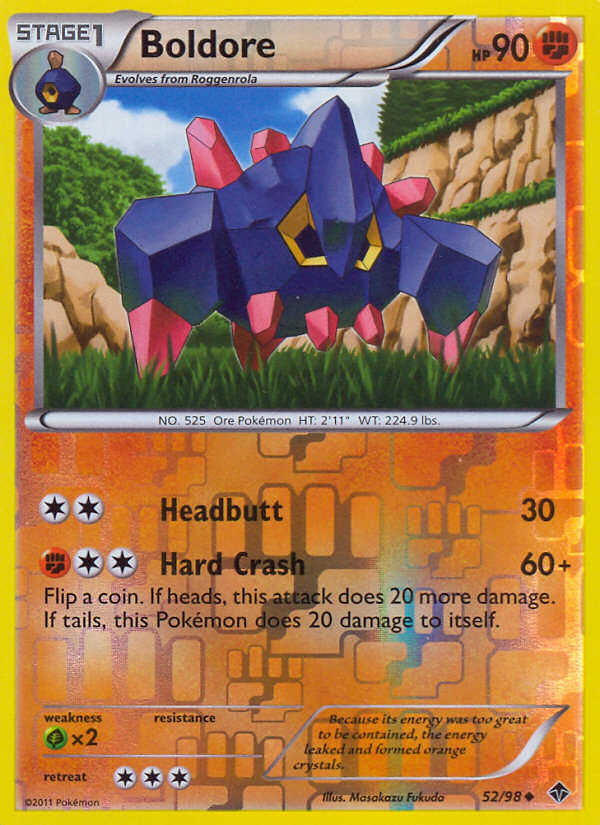 STAGE1
Boldore
HP 90
Evolves from Roggenrola
NO. 525 Ore Pokémon HT: 2'11" WT: 224.9 lbs.
Headbutt 30
Hard Crash 60+
Flip a coin. If heads, this attack does 20 more damage.
If tails, this Pokémon does 20 damage to itself.
weakness resistance
×2
Because its energy was too great
to be contained, the energy
leaked and formed orange
crystals.
retreat
©2011 Pokémon
Illus. Masakazu Fukuda 52/98